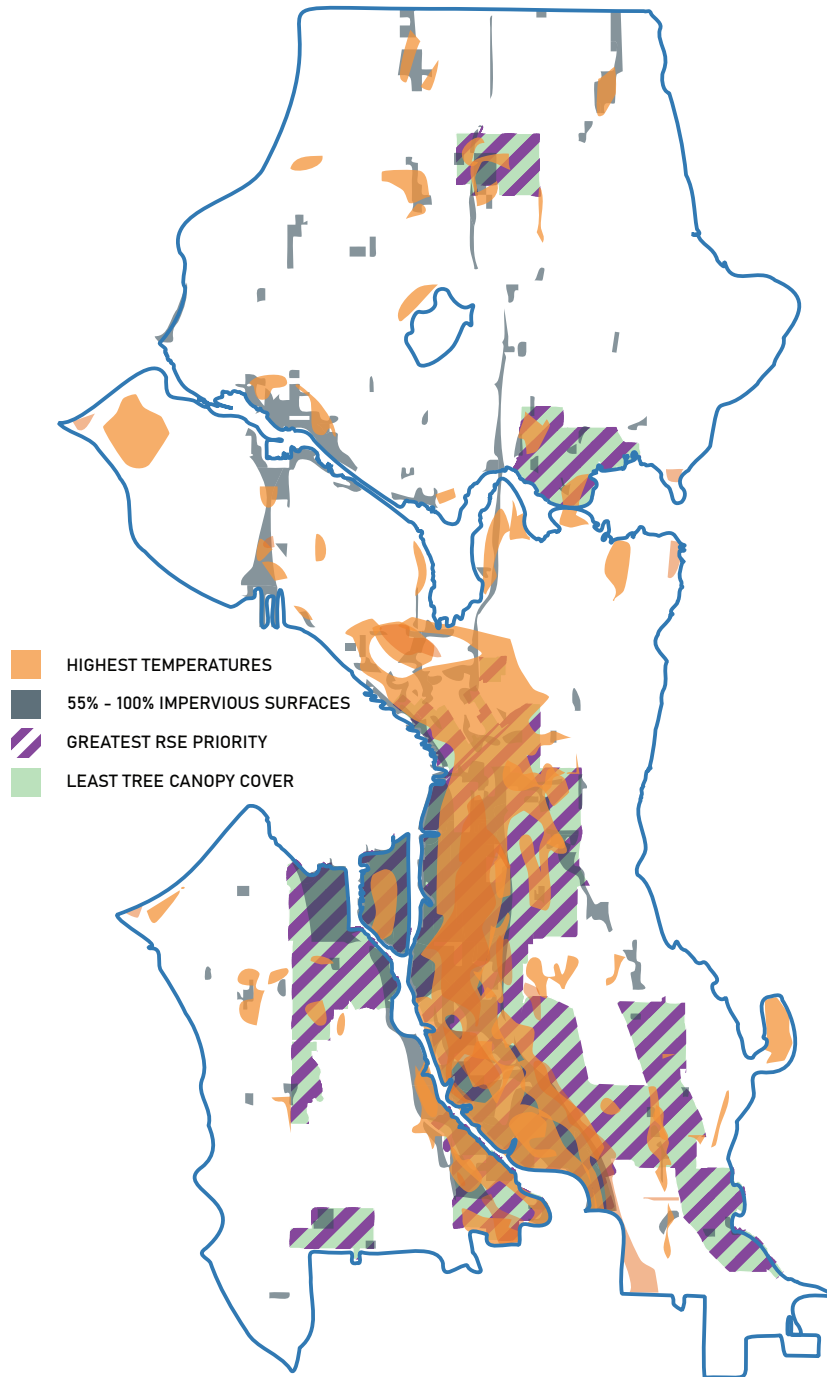 HIGHEST TEMPERATURES
55% - 100% IMPERVIOUS SURFACES
GREATEST RSE PRIORITY
LEAST TREE CANOPY COVER